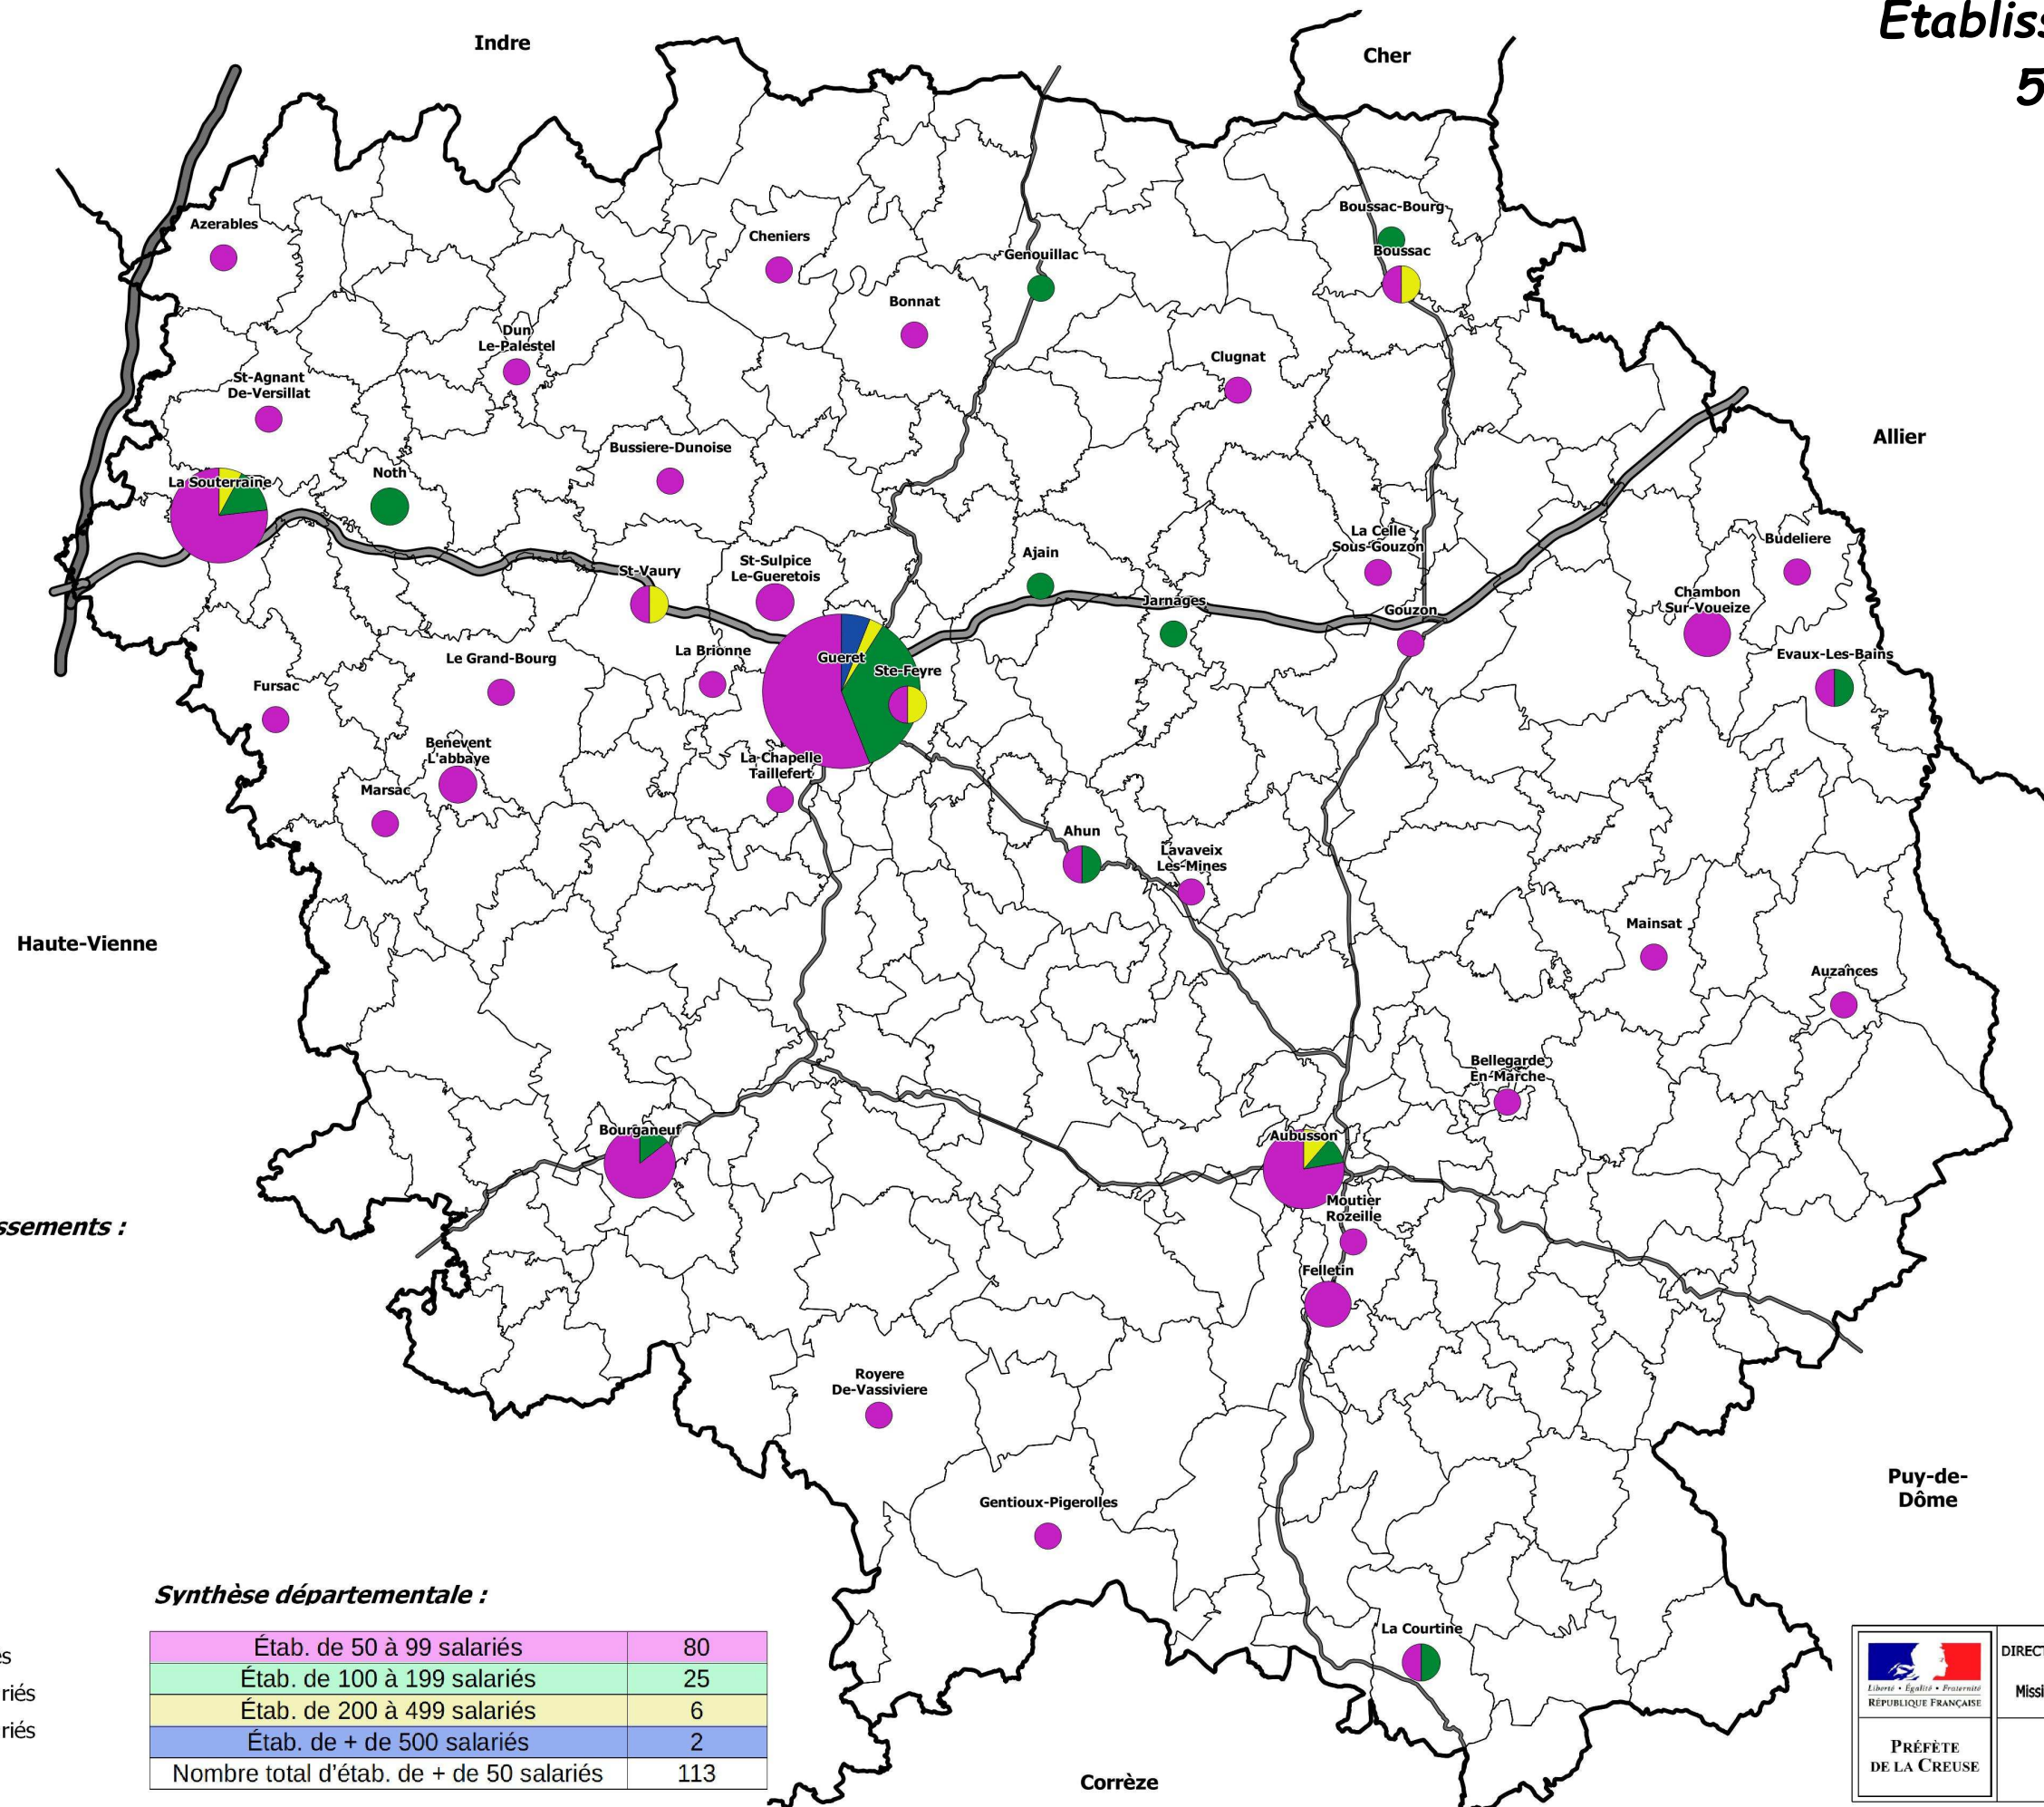 Etablis
5
Indre
Cher
Azerables
Cheniers
Boussac-Bourg
Boussac
Genouillac
Bonnat
Dun
Le-Palestel
Clugnat
St-Agnant
De-Versillat
Allier
Bussiere-Dunoise
Noth
La Souterraine
La Celle
Sous-Gouzon
Budeliere
Ajain
St-Sulpice
Le-Gueretois
St-Vaury
Chambon
Sur-Voueize
Jarnages
Gouzon
La Brionne
Gueret
Ste-Feyre
Evaux-Les-Bains
Le Grand-Bourg
Fursac
Benevent
L'abbaye
La-Chapelle
Taillefert
Marsac
Ahun
Lavaveix
Les-Mines
Haute-Vienne
Mainsat
Auzances
Bellegarde
En-Marche
Bourganeuf
Aubusson
Moutier
Rozeille
ssements :
Felletin
Royere
De-Vassiviere
Puy-de-
Dôme
Gentioux-Pigerolles
La Courtine
Synthèse départementale :
Étab. de 50 à 99 salariés 80
Étab. de 100 à 199 salariés 25
Étab. de 200 à 499 salariés 6
Étab. de + de 500 salariés 2
Nombre total d'étab. de + de 50 salariés 113
s
riés
riés
Corrèze
Liberté • Égalité • Fraternité
RÉPUBLIQUE FRANÇAISE
PRÉFÈTE
DE LA CREUSE
DIRECT
Missi